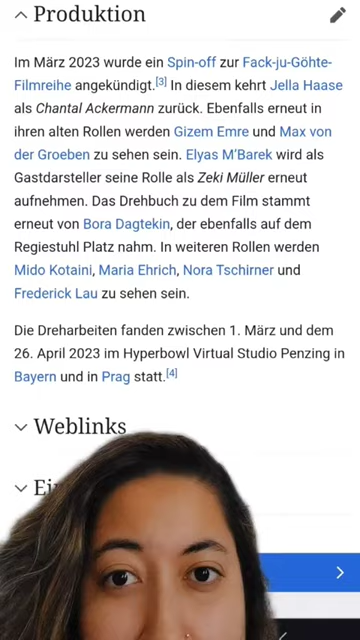 Produktion
Im März 2023 wurde ein Spin-off zur Fack-ju-Göhte-
Filmreihe angekündigt.[3] In diesem kehrt Jella Haase
als Chantal Ackermann zurück. Ebenfalls erneut in
ihren alten Rollen werden Gizem Emre und Max von
der Groeben zu sehen sein. Elyas M’Barek wird als
Gastdarsteller seine Rolle als Zeki Müller erneut
aufnehmen. Das Drehbuch zu dem Film stammt
erneut von Bora Dagtekin, der ebenfalls auf dem
Regiestuhl Platz nahm. In weiteren Rollen werden
Mido Kotaini, Maria Ehrich, Nora Tschirner und
Frederick Lau zu sehen sein.
Die Dreharbeiten fanden zwischen 1. März und dem
26. April 2023 im Hyperbowl Virtual Studio Penzing in
Bayern und in Prag statt.[4]
Weblinks